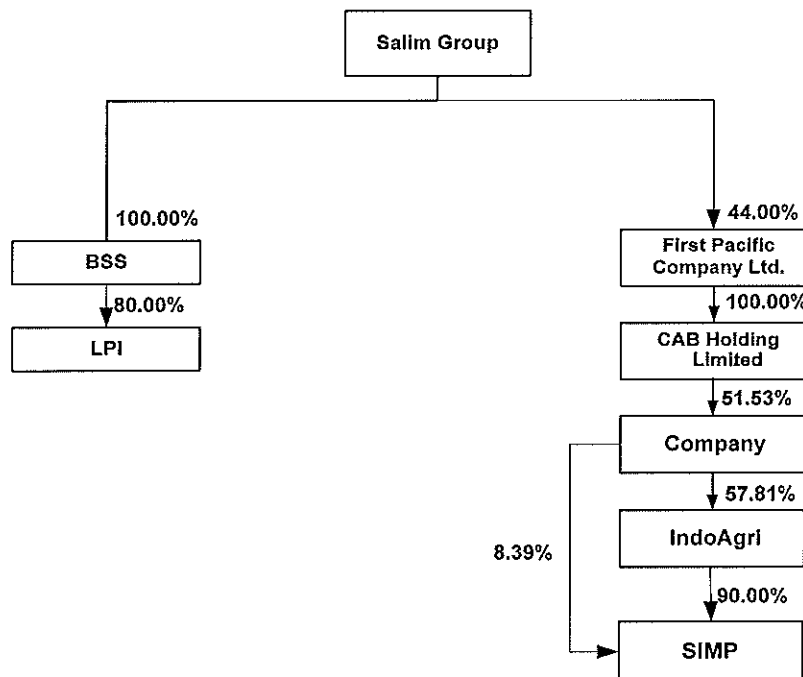 Salim Group
100.00%
44.00%
BSS
First Pacific
Company Ltd.
80.00%
100.00%
LPI
CAB Holding
Limited
51.53%
Company
57.81%
8.39%
IndoAgri
90.00%
SIMP